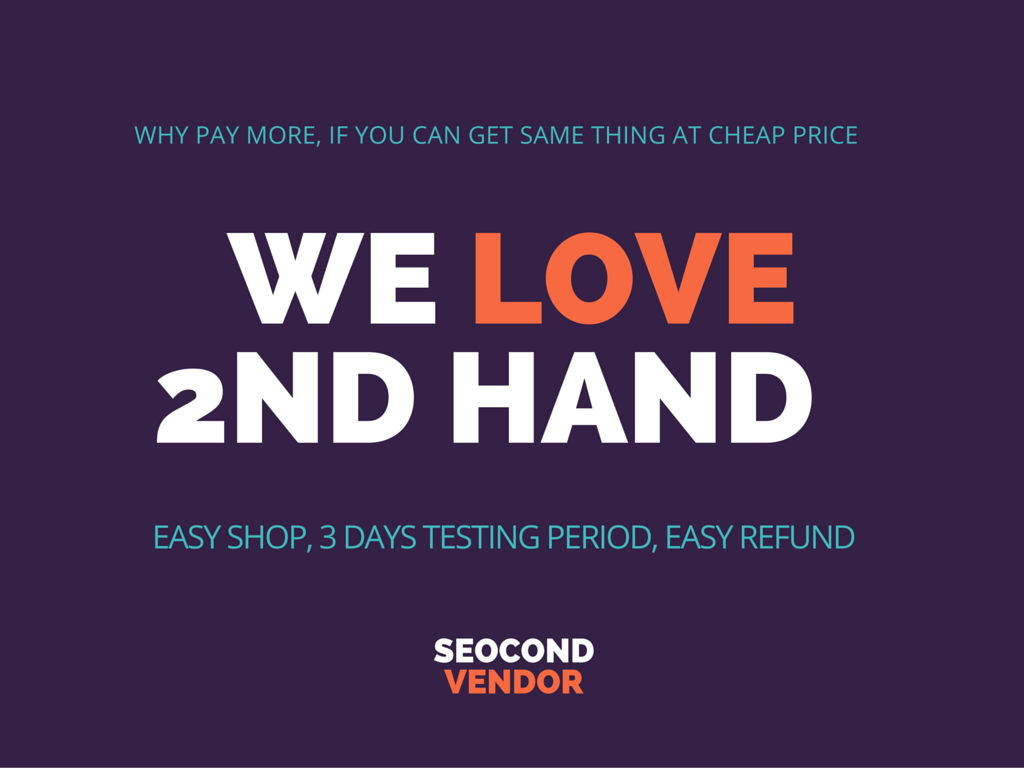 WHY PAY MORE, IF YOU CAN GET SAME THING AT CHEAP PRICE
WE LOVE
2ND HAND
EASY SHOP, 3 DAYS TESTING PERIOD, EASY REFUND
SEOCOND
VENDOR